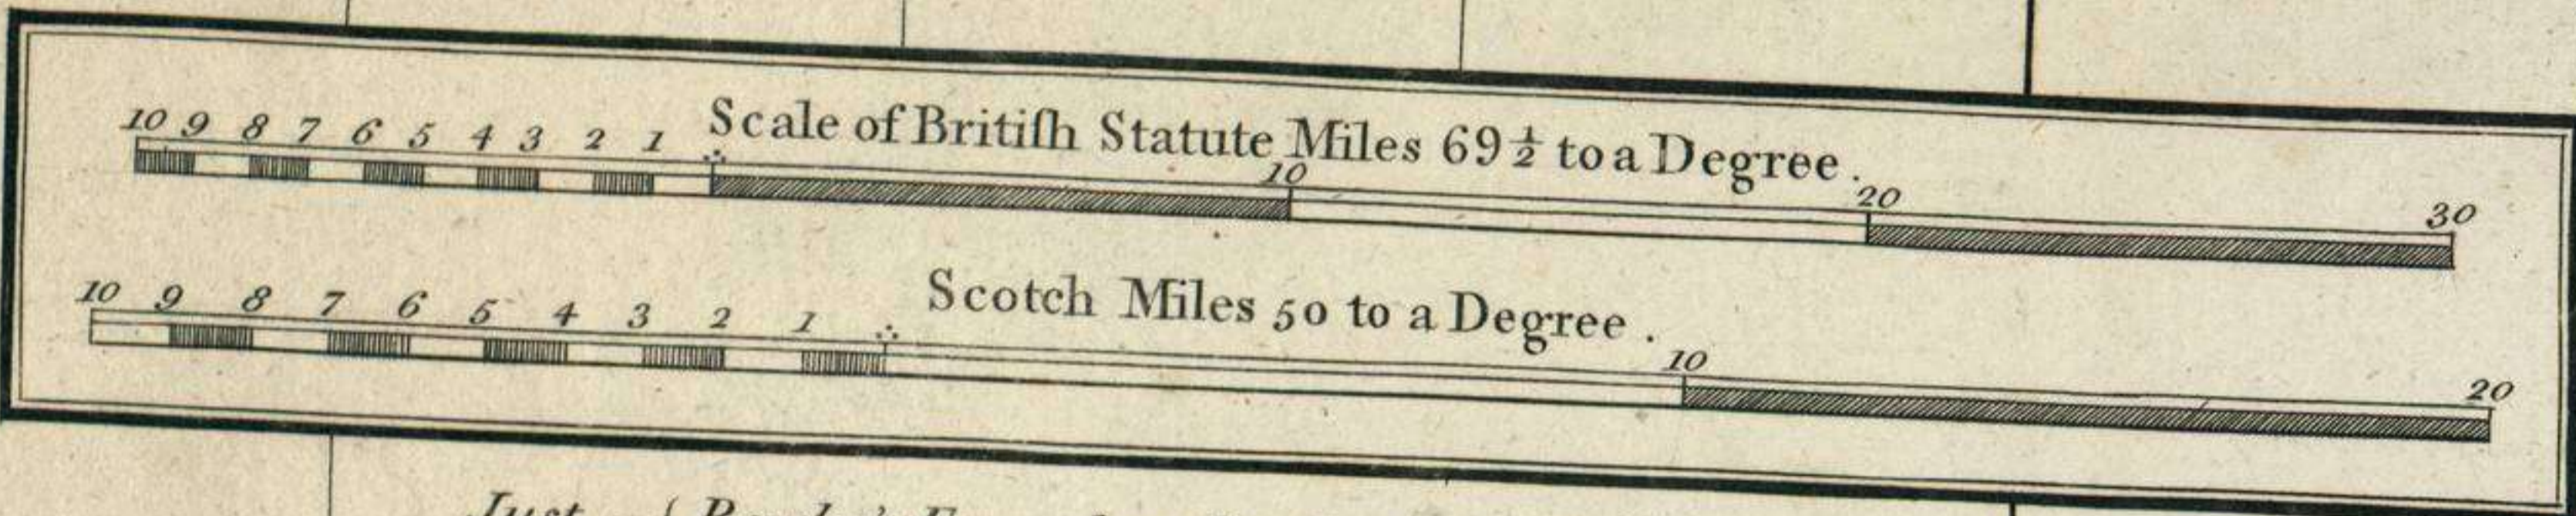 10 9 8 7 6 5 4 3 2 1 Scale of Britiſh Statute Miles 69½ to a Degree.
10 20 30
10 9 8 7 6 5 4 3 2 1 Scotch Miles 50 to a Degree.
10 20